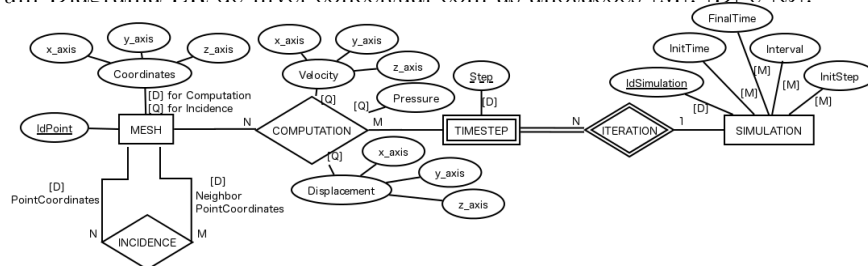 FinalTime
y_axis
x_axis
z_axis
Coordinates
x_axis
y_axis
z_axis
Velocity
InitTime
Interval
InitStep
IdSimulation
[M]
[M]
[M]
[M]
[D]
Step
[D]
[D] for Computation
[Q] for Incidence
[Q]
[Q]
Pressure
IdPoint
MESH
N
COMPUTATION
M
TIMESTEP
N
ITERATION
1
SIMULATION
[Q]
x_axis
y_axis
z_axis
Displacement
[D]
PointCoordinates
[D]
Neighbor
PointCoordinates
N
INCIDENCE
M